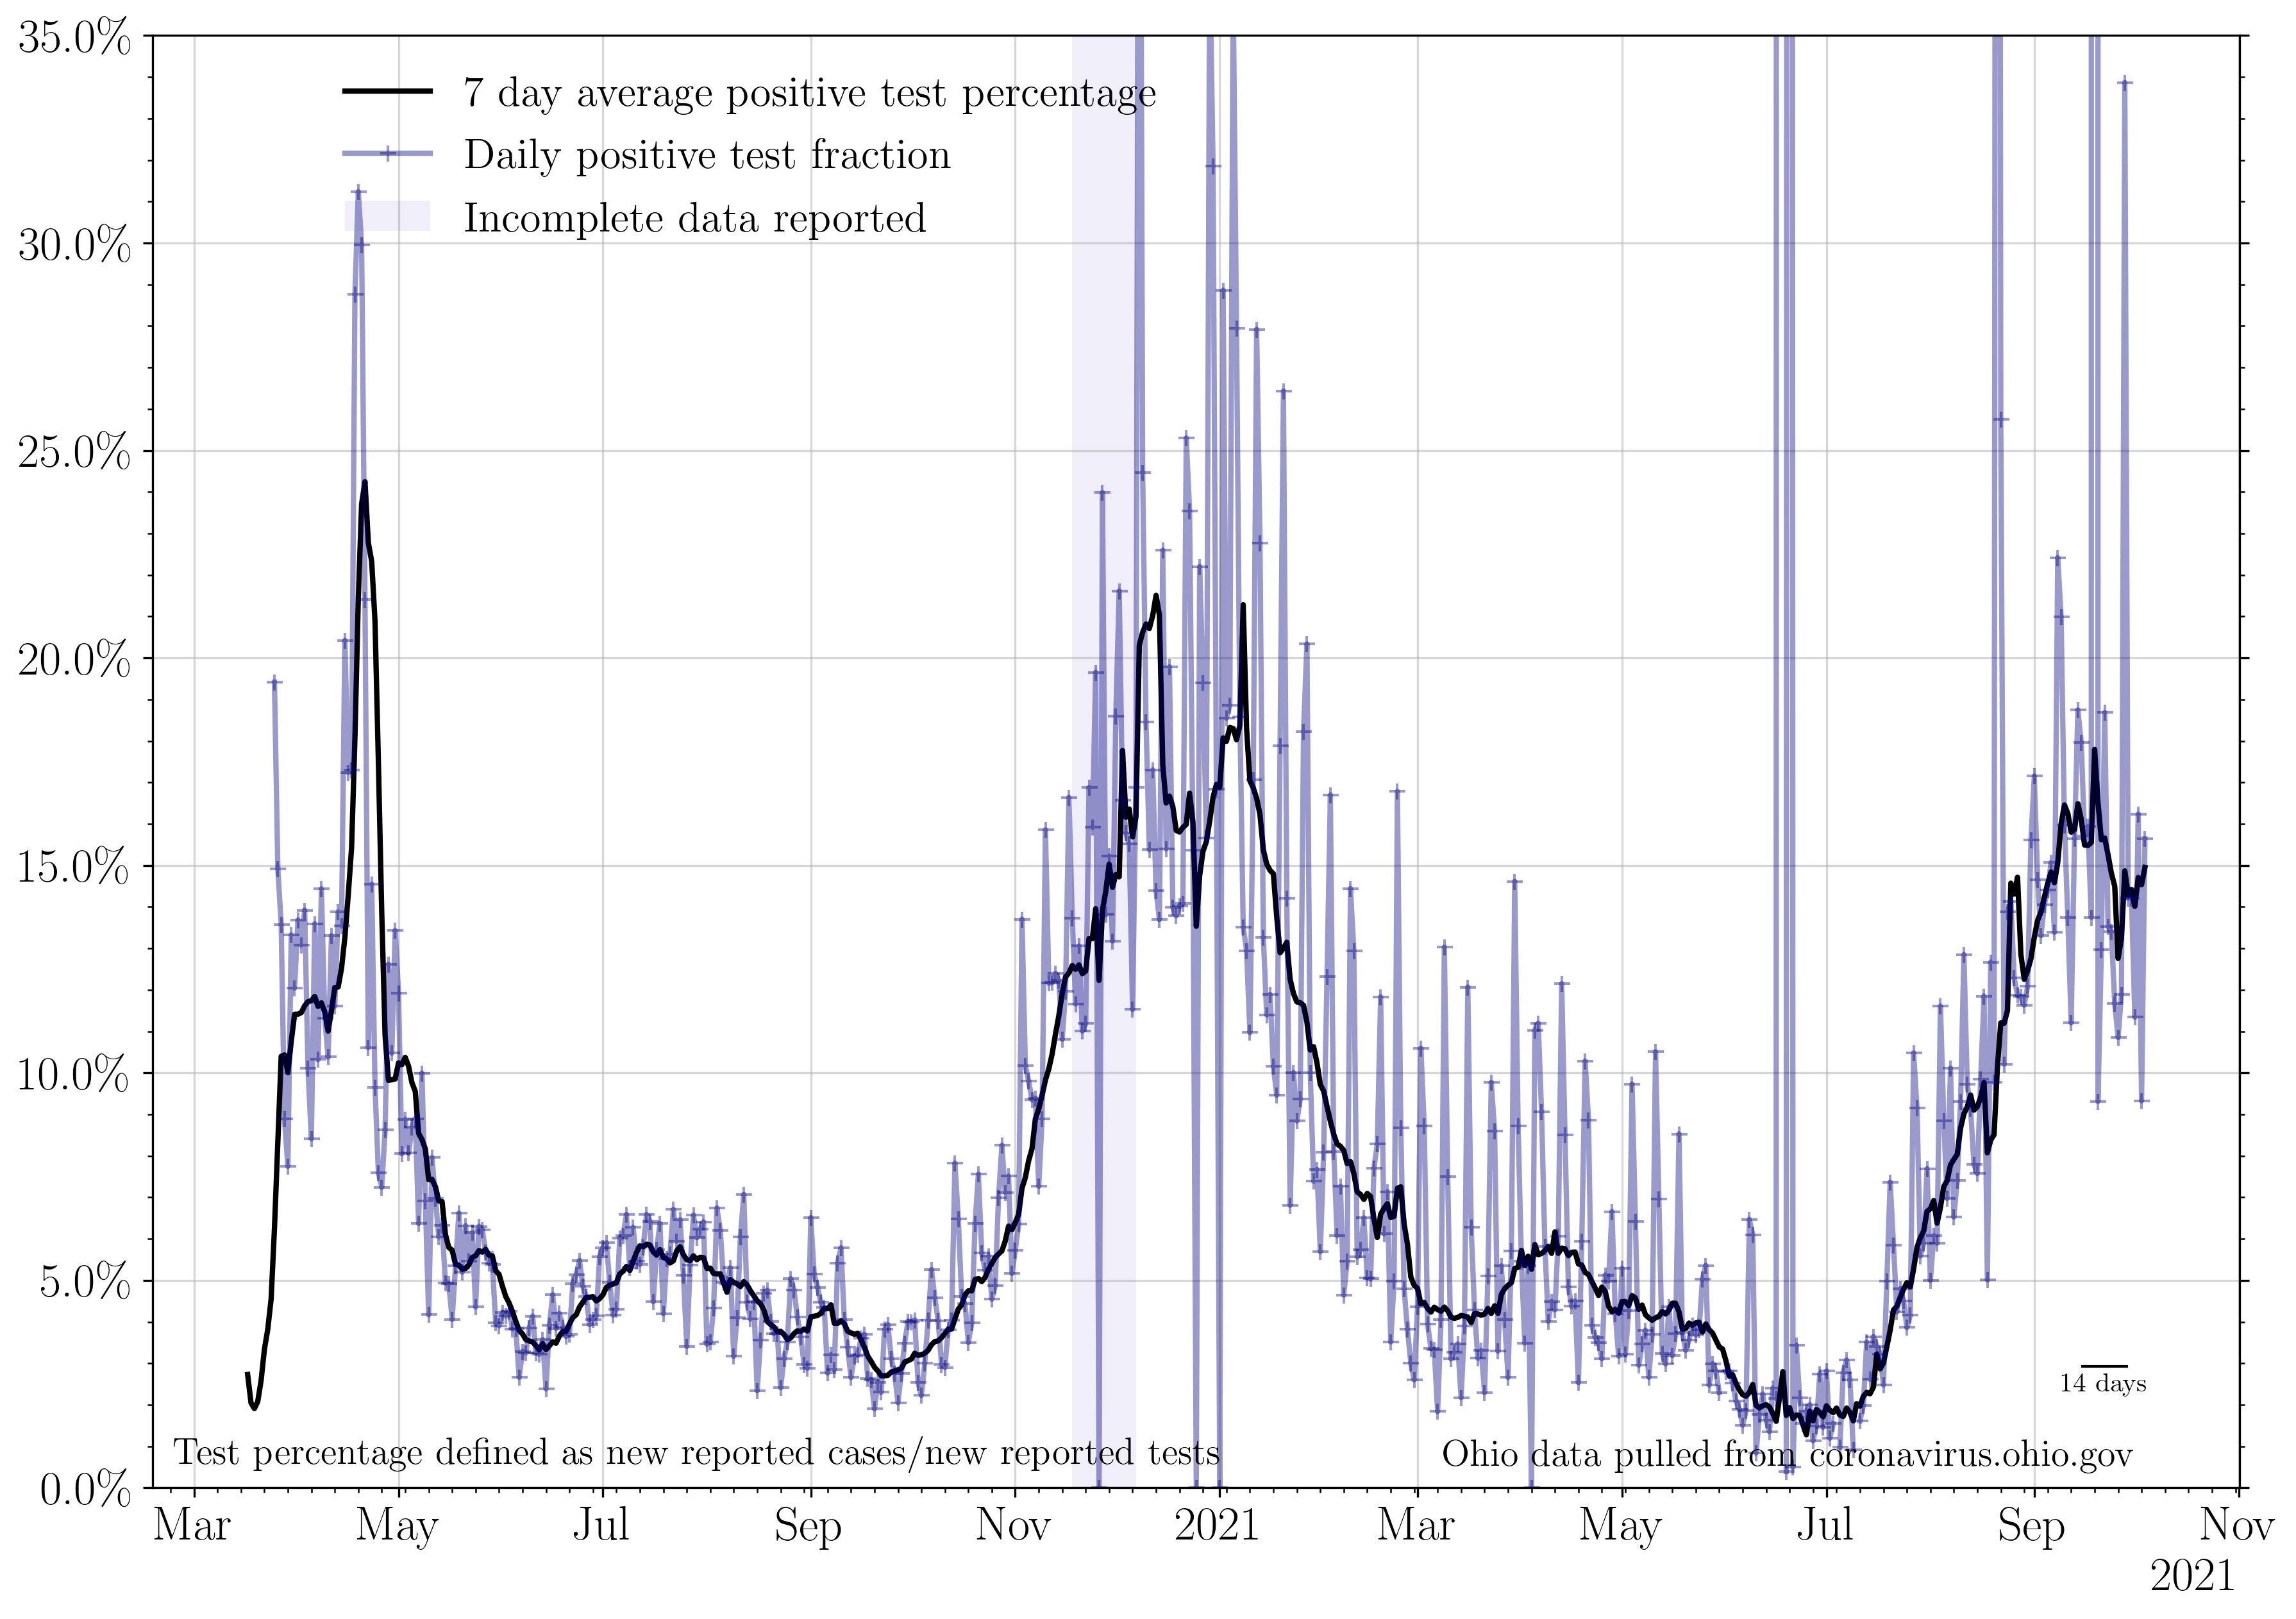 35.0%
30.0%
25.0%
20.0%
15.0%
10.0%
5.0%
0.0%
7 day average positive test percentage
Daily positive test fraction
Incomplete data reported
14 days
Test percentage defined as new reported cases/new reported tests
Ohio data pulled from coronavirus.ohio.gov
Mar May Jul Sep Nov 2021 Mar May Jul Sep Nov
2021